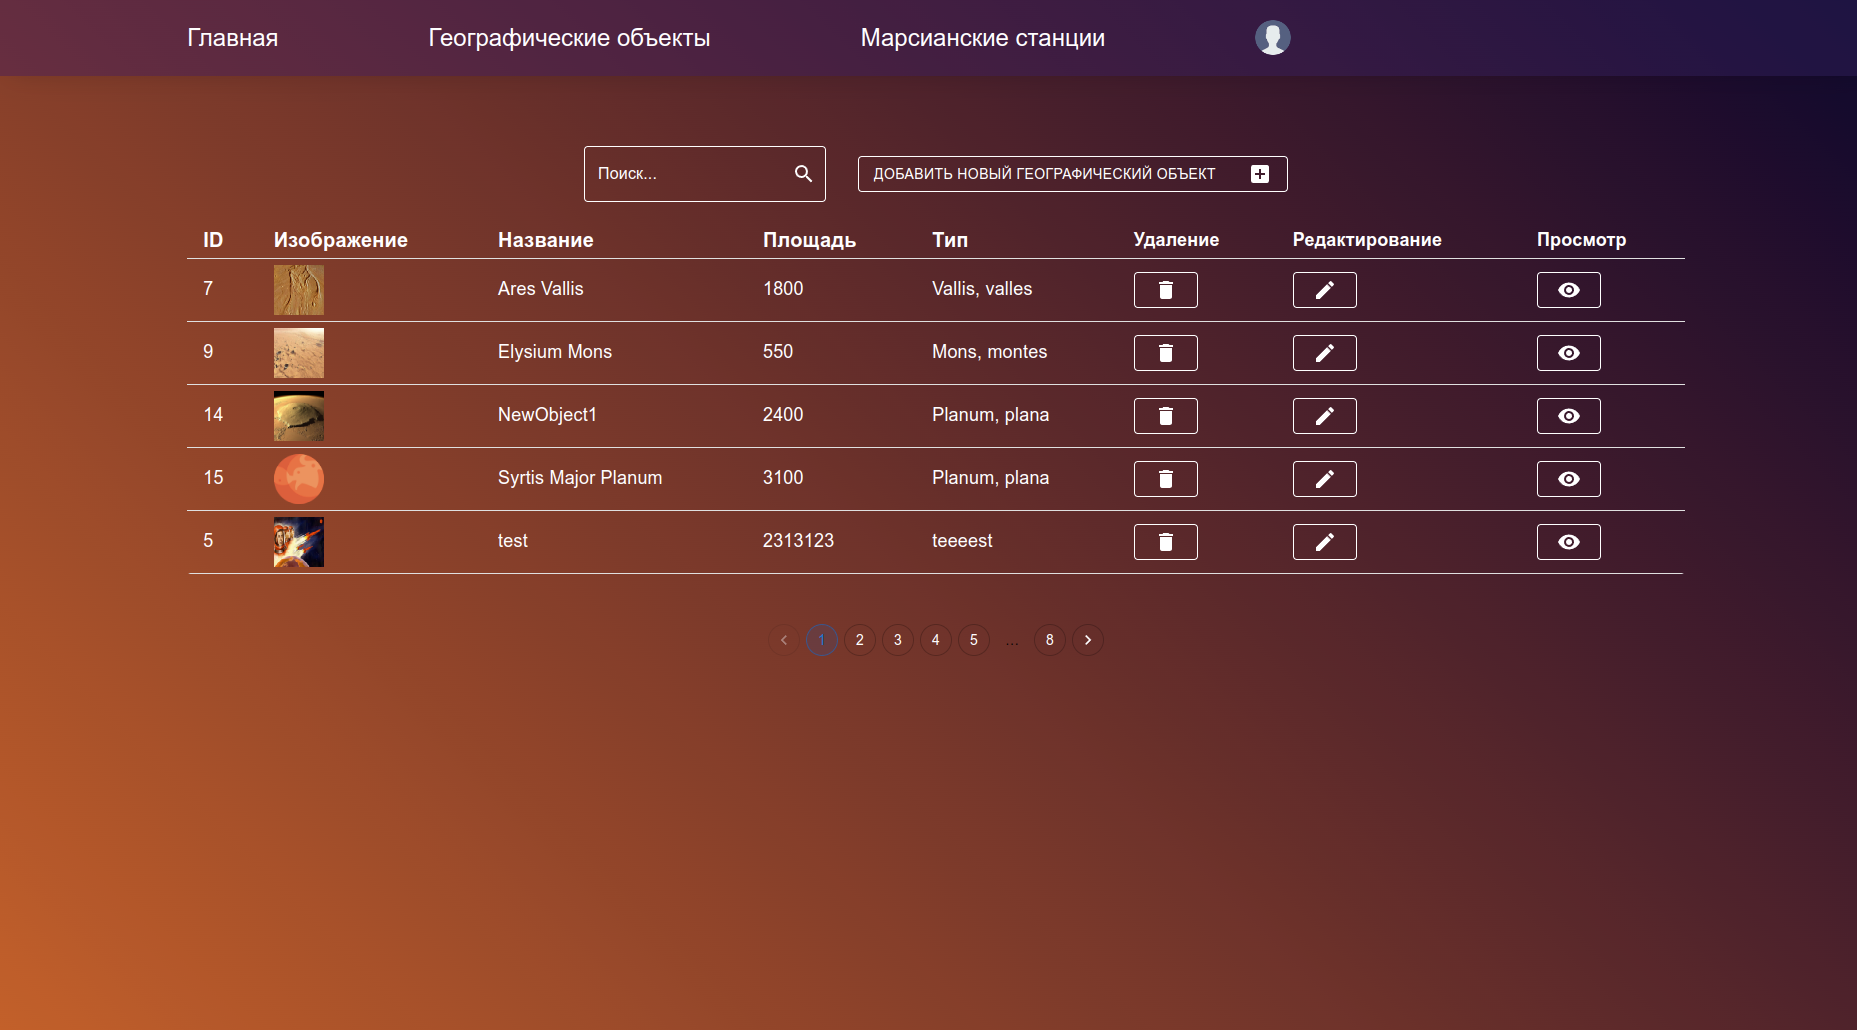 Главная Географические объекты Марсианские станции
Поиск... ДОБАВИТЬ НОВЫЙ ГЕОГРАФИЧЕСКИЙ ОБЪЕКТ
ID Изображение Название Площадь Тип Удаление Редактирование Просмотр
7 Ares Vallis 1800 Vallis, valles
9 Elysium Mons 550 Mons, montes
14 NewObject1 2400 Planum, plana
15 Syrtis Major Planum 3100 Planum, plana
5 test 2313123 teeeest
1 2 3 4 5 ... 8